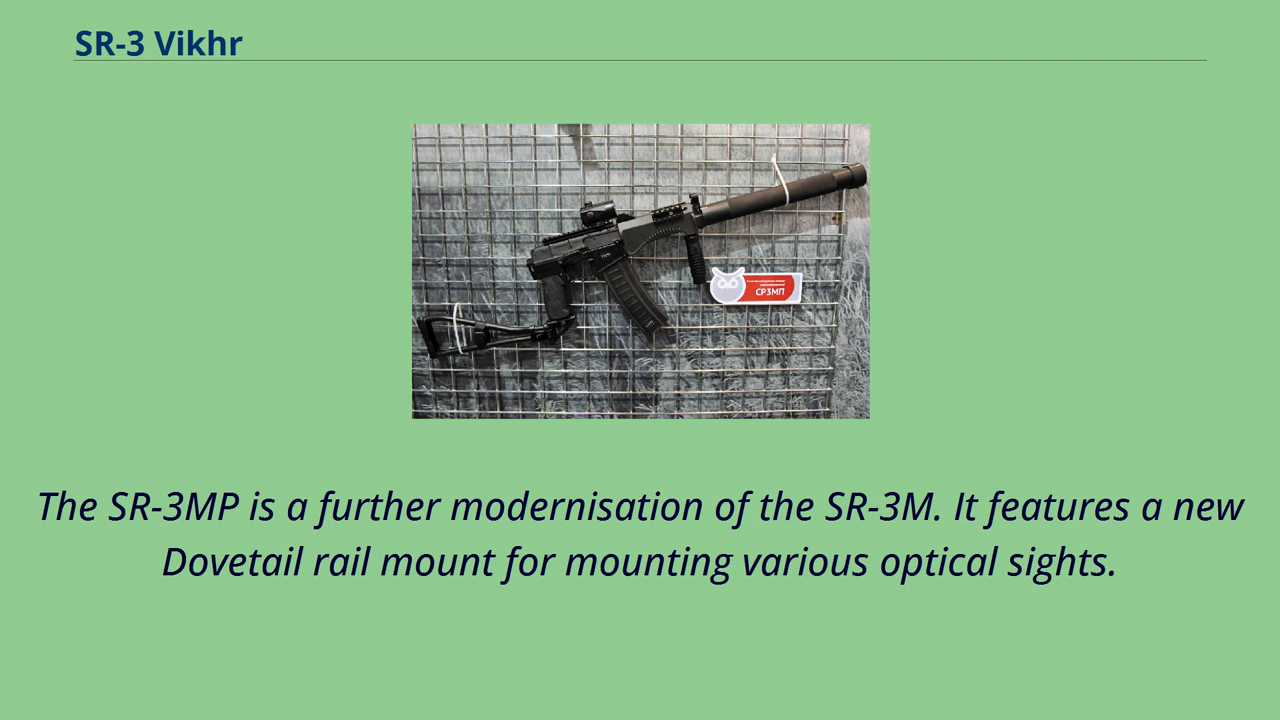 SR-3 Vikhr
СР3МП
The SR-3MP is a further modernisation of the SR-3M. It features a new
Dovetail rail mount for mounting various optical sights.